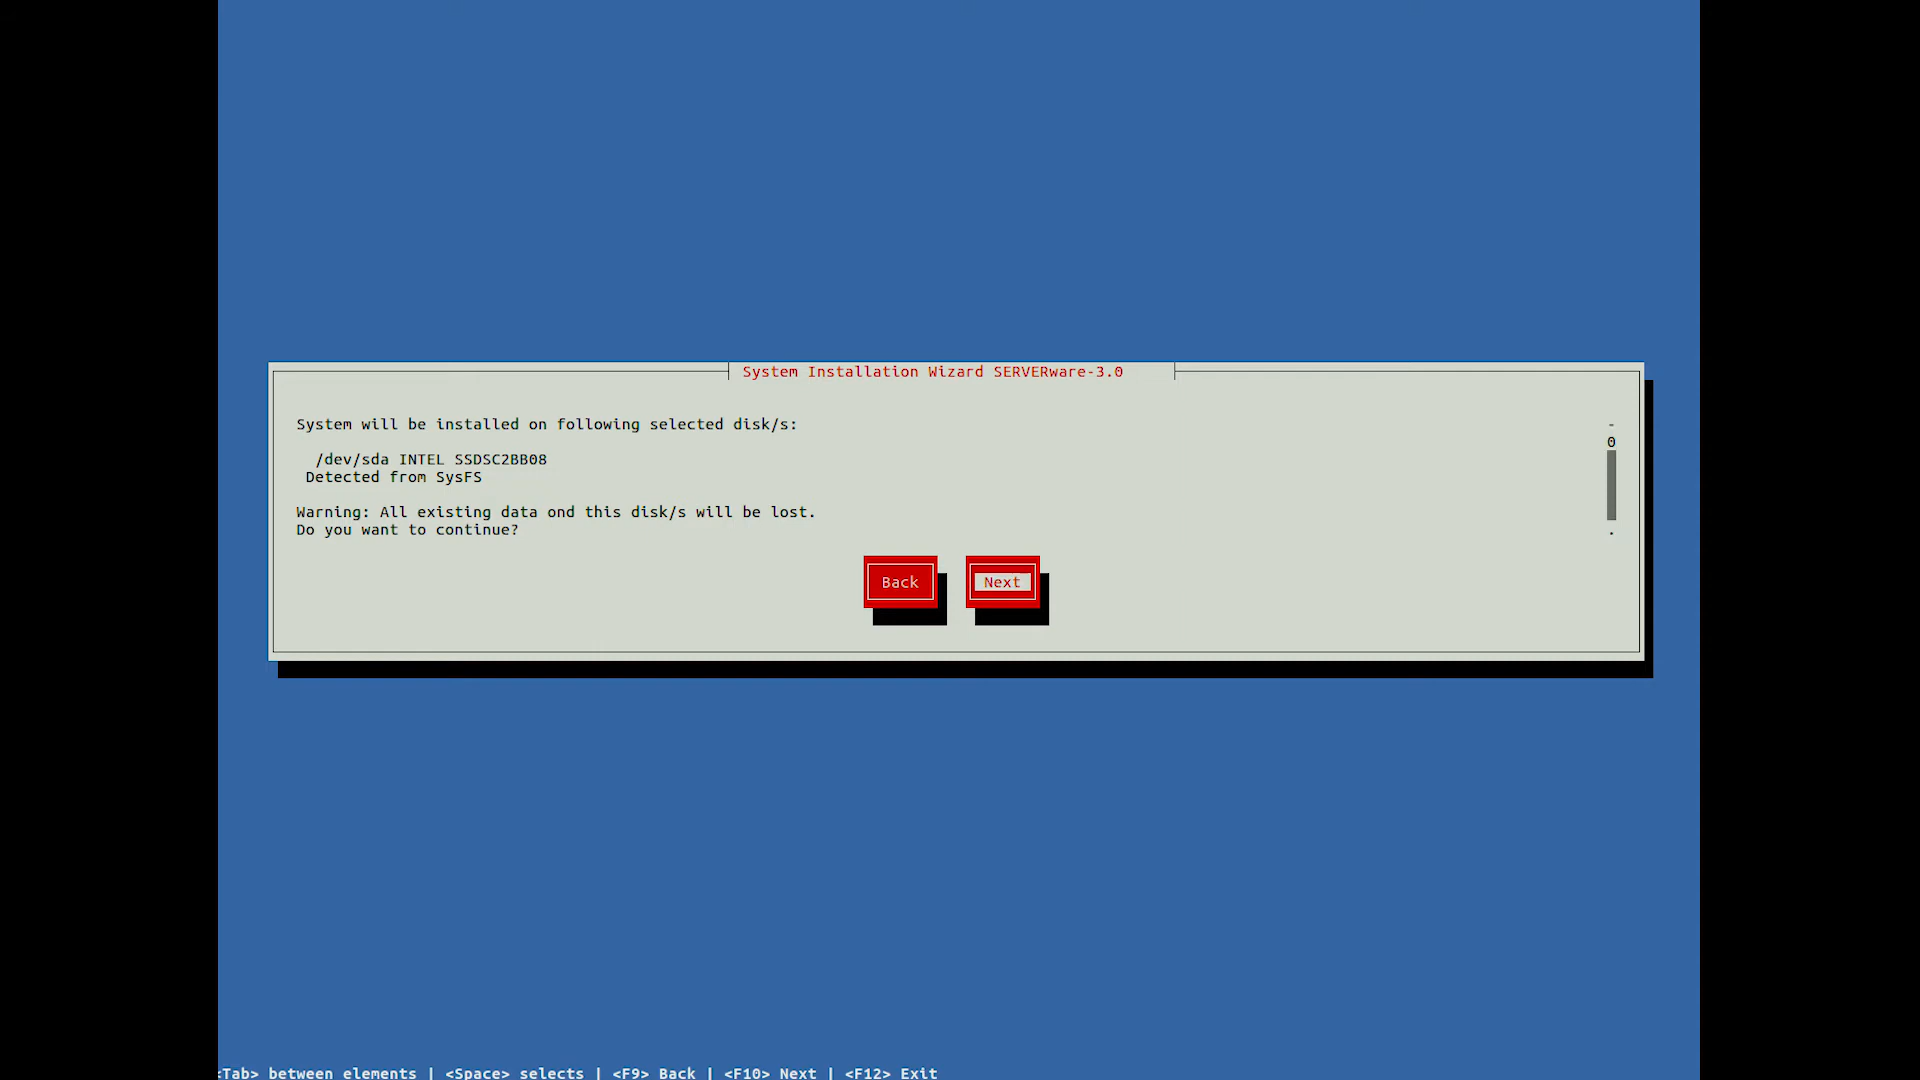 System Installation Wizard SERVERware-3.0
System will be installed on following selected disk/s:
/dev/sda INTEL SSDSC2BB08
Detected from SysFS
Warning: All existing data ond this disk/s will be lost.
Do you want to continue?
Back Next
<Tab> between elements | <Space> selects | <F9> Back | <F10> Next | <F12> Exit